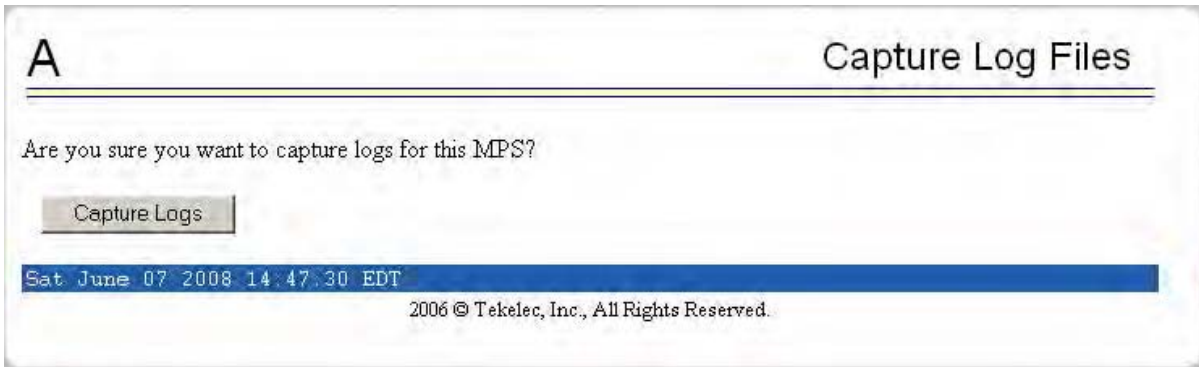 A
Capture Log Files
Are you sure you want to capture logs for this MPS?
Capture Logs
Sat June 07 2008 14:47:30 EDT
2006 © Tekelec, Inc., All Rights Reserved.